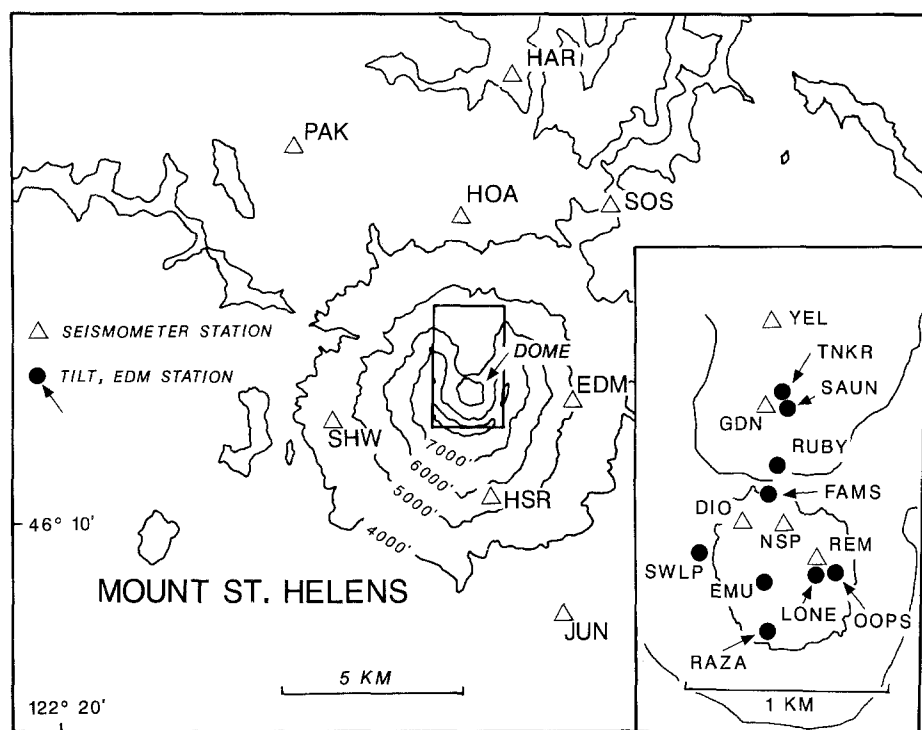 HAR
PAK
HOA
SOS
△ SEISMOMETER STATION
● TILT, EDM STATION
DOME
EDM
SHW
7000'
6000'
5000'
4000'
HSR
46° 10'
MOUNT ST. HELENS
JUN
5 KM
122° 20'
YEL
TNKR
SAUN
GDN
RUBY
FAMS
DIO
NSP
REM
SWLP
EMU
LONE
OOPS
RAZA
1 KM